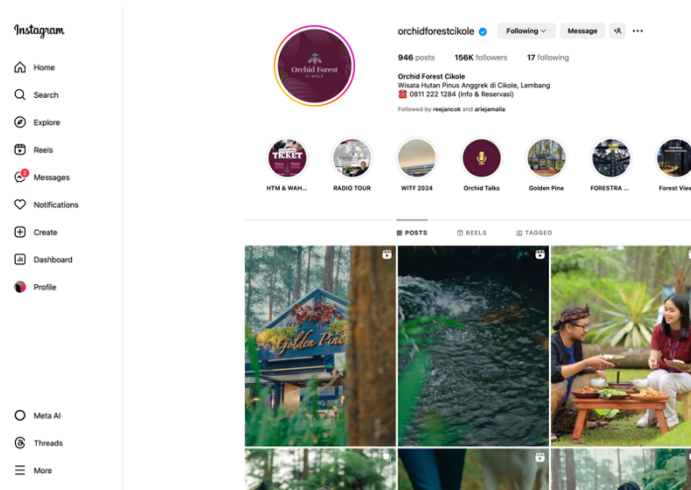 Instagram
Home
Search
Explore
Reels
2
Messages
Notifications
Create
Dashboard
Profile
Meta AI
Threads
More
Orchid Forest
CIKOLE
orchidforestcikole
Following
Message
946 posts
156K followers
17 following
Orchid Forest Cikole
Wisata Hutan Pinus Anggrek di Cikole, Lembang
0811 222 1284 (Info & Reservasi)
Followed by reejancok and ariejamalia
TICKET
HTM & WAH...
RADIO TOUR
WITF 2024
Orchid Talks
Golden Pine
FORESTRA ...
Forest View
POSTS
REELS
TAGGED
Golden Pine